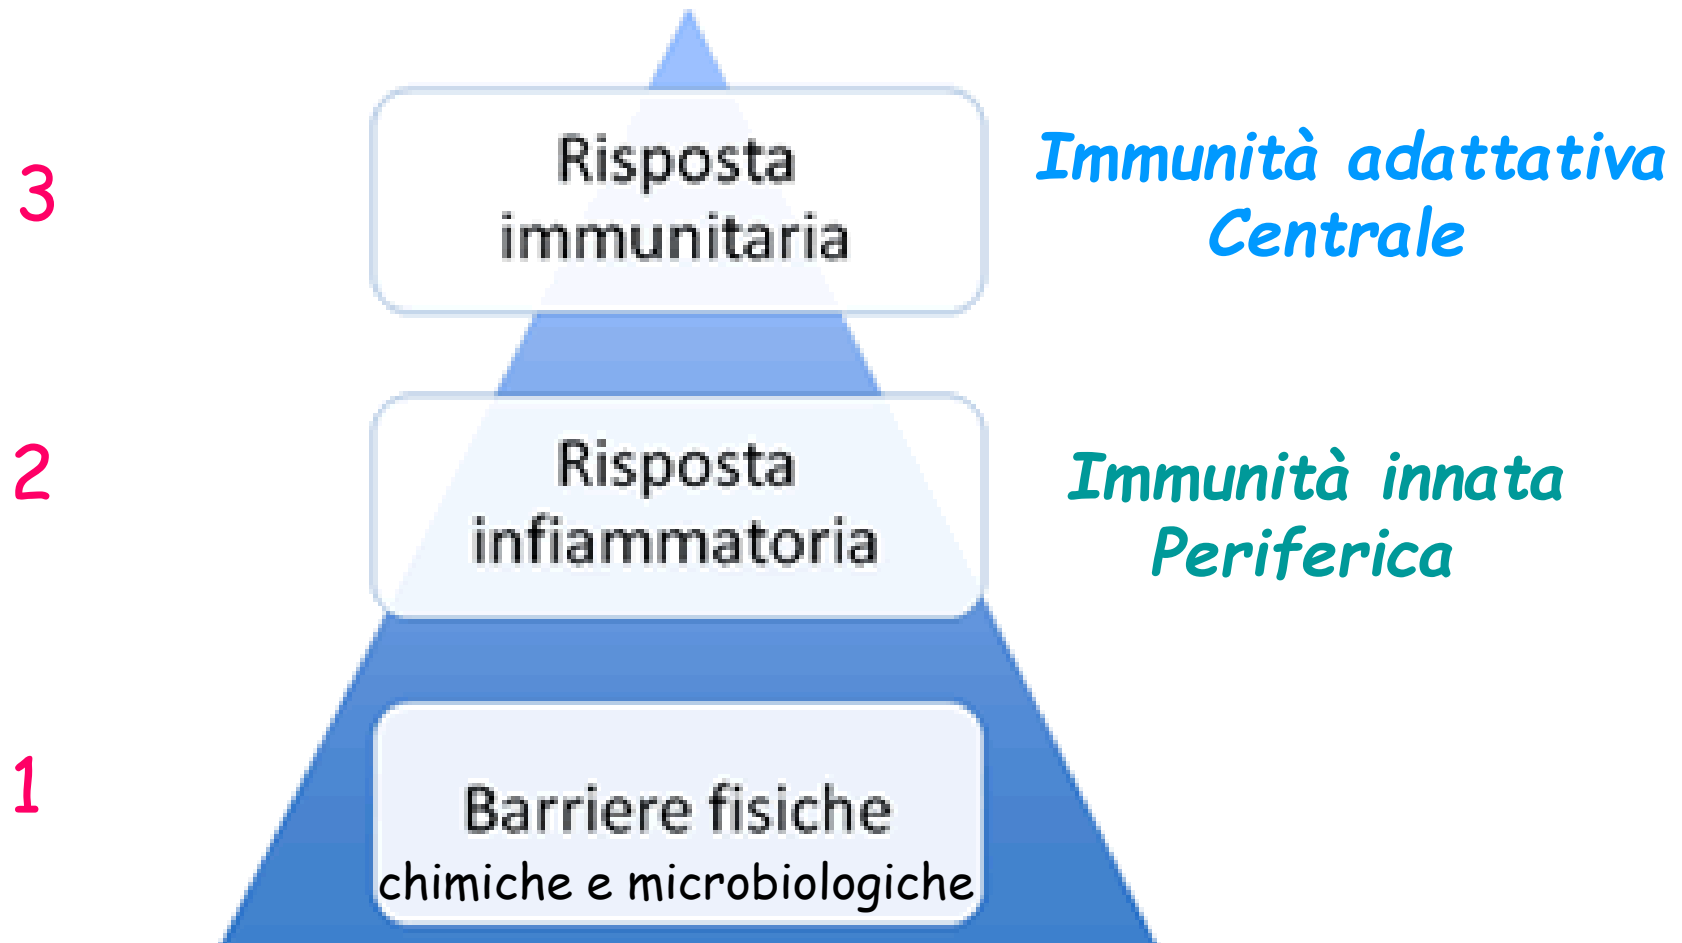 3
Risposta
immunitaria
Immunità adattativa
Centrale
2
Risposta
infiammatoria
Immunità innata
Periferica
1
Barriere fisiche
chimiche e microbiologiche